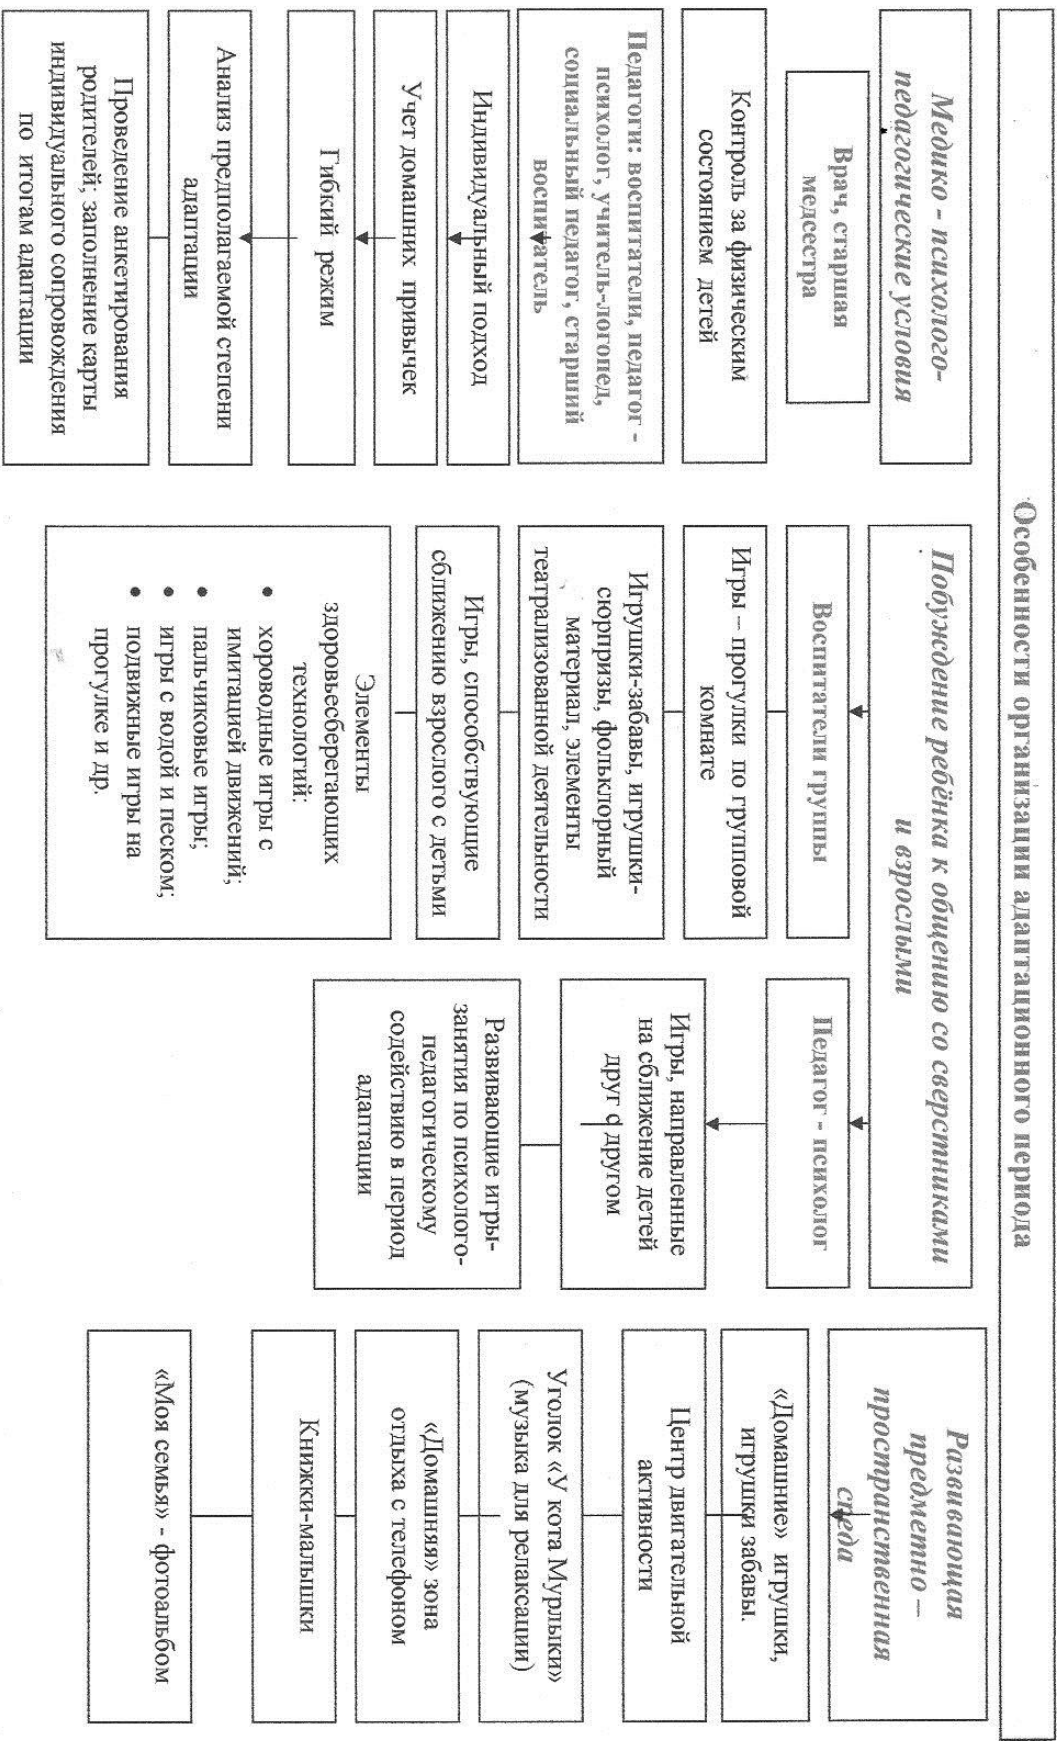 Особенности организации адаптационного периода
Медико - психолого-
педагогические условия
Врач, старшая
медсестра
Контроль за физическим
состоянием детей
Педагоги: воспитатели, педагог -
психолог, учитель-логопед,
социальный педагог, старший
воспитатель
Индивидуальный подход
Учет домашних привычек
Гибкий режим
Анализ предполагаемой степени
адаптации
Проведение анкетирования
родителей; заполнение карты
индивидуального сопровождения
по итогам адаптации
Побуждение ребёнка к общению со сверстниками
и взрослыми
Воспитатели группы
Игры – прогулки по групповой
комнате
Игрушки-забавы, игрушки-
сюрпризы, фольклорный
материал, элементы
театрализованной деятельности
Игры, способствующие
сближению взрослого с детьми
Элементы
здоровьесберегающих
технологий:
• хороводные игры с
имитацией движений;
• пальчиковые игры;
• игры с водой и песком;
• подвижные игры на
прогулке и др.
Педагог - психолог
Игры, направленные
на сближение детей
друг с другом
Развивающие игры-
занятия по психолого-
педагогическому
содействию в период
адаптации
Развивающая
предметно –
пространственная
среда
«Домашние» игрушки,
игрушки забавы.
Центр двигательной
активности
Уголок «У кота Мурлыки»
(музыка для релаксации)
«Домашняя» зона
отдыха с телефоном
Книжки-малышки
«Моя семья» - фотоальбом